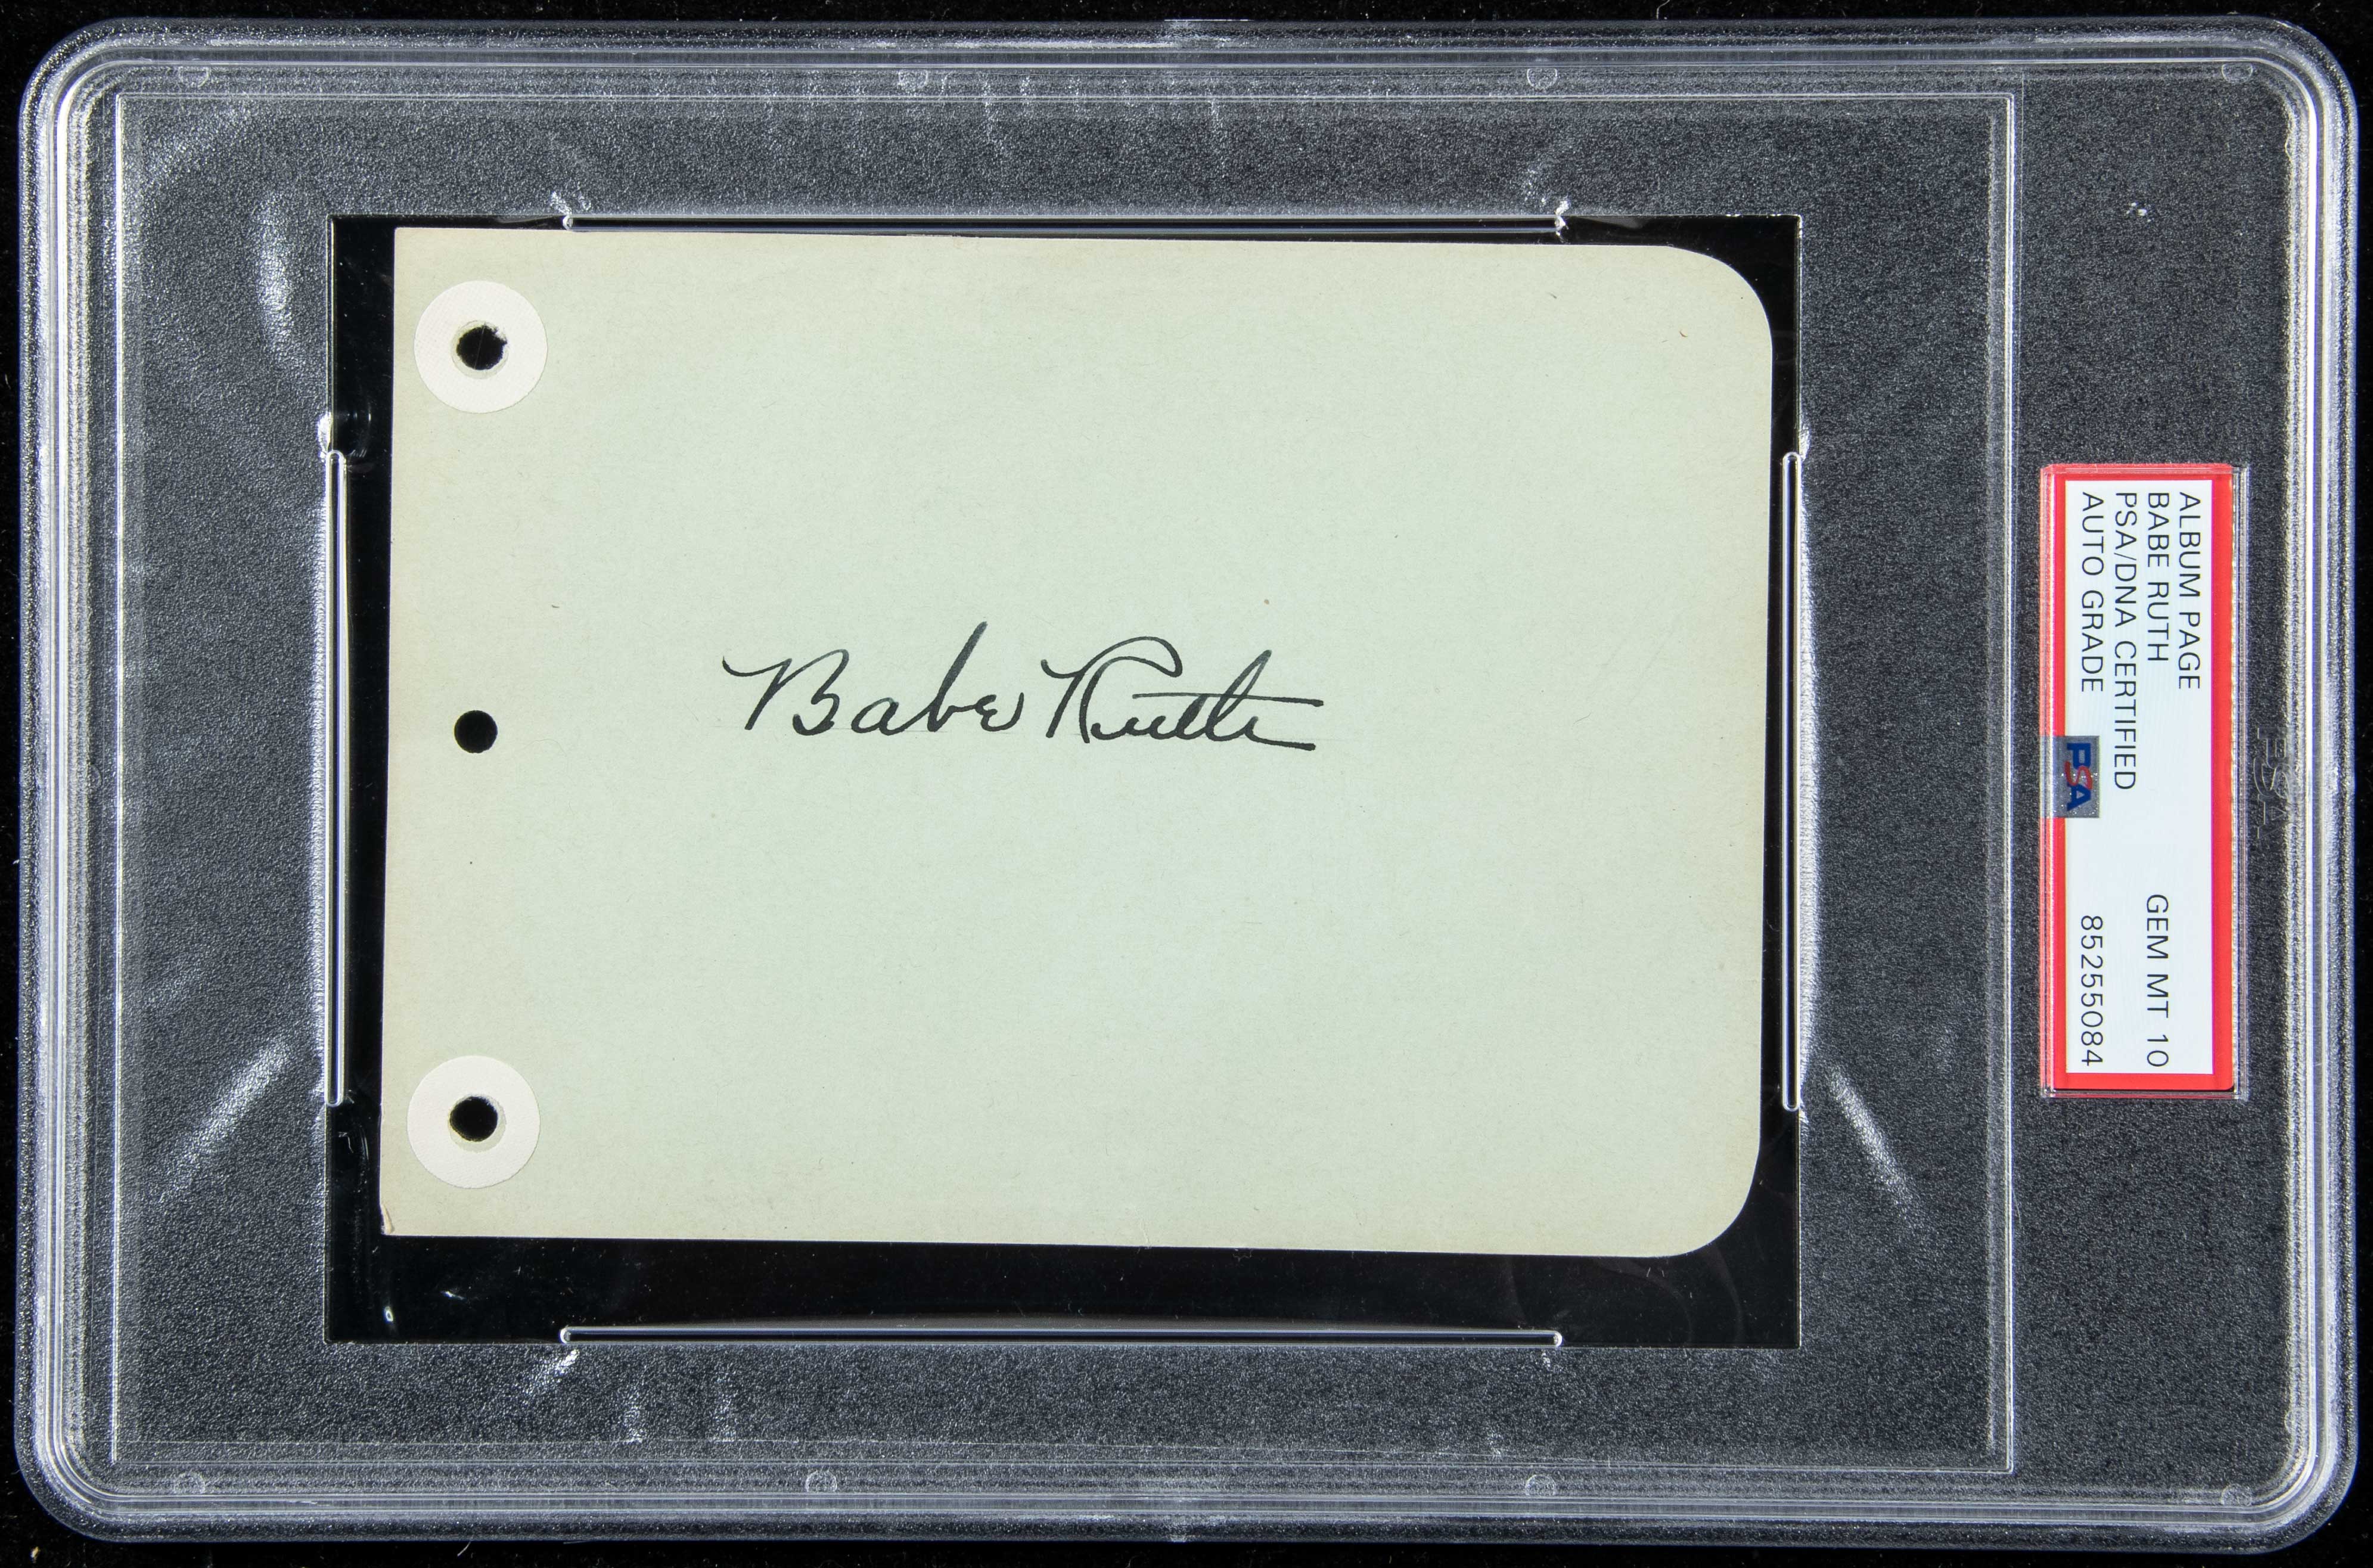 Babe Ruth
ALBUM PAGE
BABE RUTH GEM MT 10
PSA/DNA CERTIFIED
AUTO GRADE 85255084
PSA